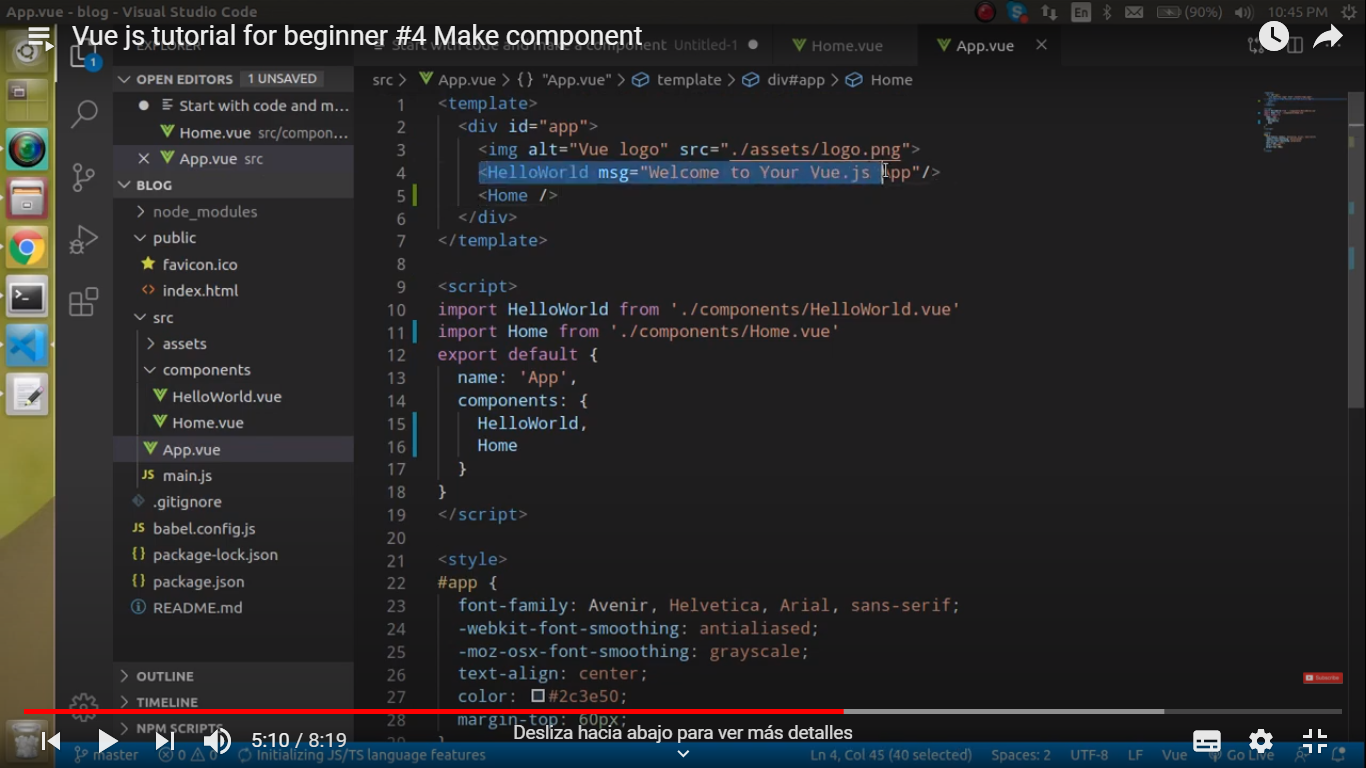 App.vue - blog - Visual Studio Code
En
(90%)
10:45 PM
Vue js tutorial for beginner #4 Make component
EXPLORER
Start with code and make a component Untitled-1
Home.vue
App.vue
1
OPEN EDITORS 1 UNSAVED
Start with code and m...
Home.vue src/compon...
App.vue src
BLOG
node_modules
public
favicon.ico
index.html
src
assets
components
HelloWorld.vue
Home.vue
App.vue
JS main.js
.gitignore
JS babel.config.js
{} package-lock.json
{} package.json
README.md
OUTLINE
TIMELINE
NPM SCRIPTS
src > App.vue > {} "App.vue" > template > div#app > Home
1 <template>
2 <div id="app">
3 <img alt="Vue logo" src="./assets/logo.png">
4 <HelloWorld msg="Welcome to Your Vue.js App"/>
5 <Home />
6 </div>
7 </template>
8
9 <script>
10 import HelloWorld from './components/HelloWorld.vue'
11 import Home from './components/Home.vue'
12 export default {
13 name: 'App',
14 components: {
15 HelloWorld,
16 Home
17 }
18 }
19 </script>
20
21 <style>
22 #app {
23 font-family: Avenir, Helvetica, Arial, sans-serif;
24 -webkit-font-smoothing: antialiased;
25 -moz-osx-font-smoothing: grayscale;
26 text-align: center;
27 color: #2c3e50;
28 margin-top: 60px;
Subscribe
5:10 / 8:19
Desliza hacia abajo para ver más detalles
master
0
0
Initializing JS/TS language features
Ln 4, Col 45 (40 selected)
Spaces: 2
UTF-8
LF
Vue
Go Live